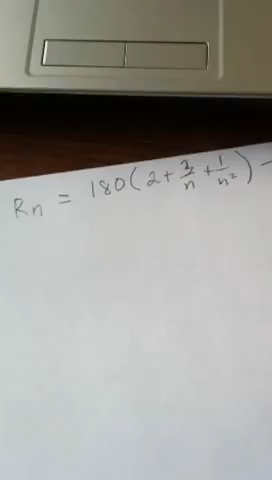 Rn = 180(2 + 3/n + 1/n²) -